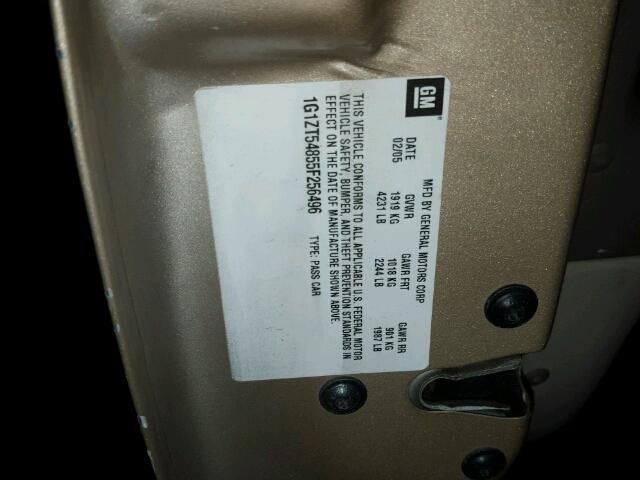 GM
MFD BY GENERAL MOTORS CORP
DATE GVWR GAWR FRT GAWR RR
02/05 1919 KG 1018 KG 901 KG
4231 LB 2244 LB 1987 LB
THIS VEHICLE CONFORMS TO ALL APPLICABLE U.S. FEDERAL MOTOR
VEHICLE SAFETY, BUMPER, AND THEFT PREVENTION STANDARDS IN
EFFECT ON THE DATE OF MANUFACTURE SHOWN ABOVE.
1G1ZT54855F256496 TYPE: PASS CAR